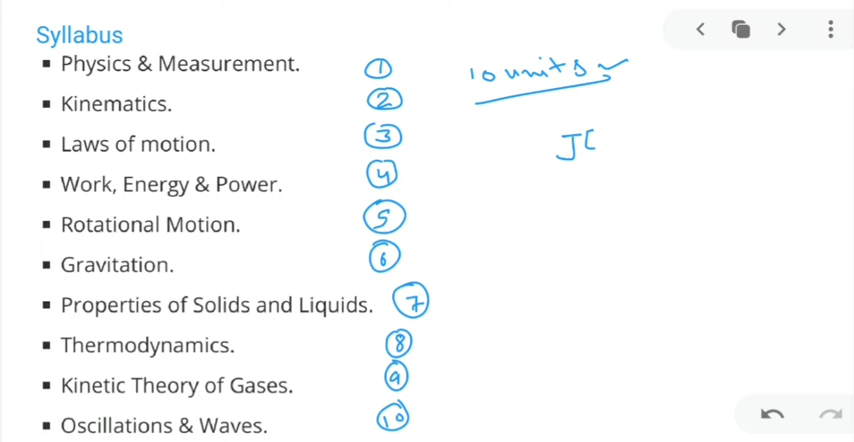 Syllabus
▪ Physics & Measurement. 1
10 units
▪ Kinematics. 2
▪ Laws of motion. 3
J
▪ Work, Energy & Power. 4
▪ Rotational Motion. 5
▪ Gravitation. 6
▪ Properties of Solids and Liquids. 7
▪ Thermodynamics. 8
▪ Kinetic Theory of Gases. 9
▪ Oscillations & Waves. 10